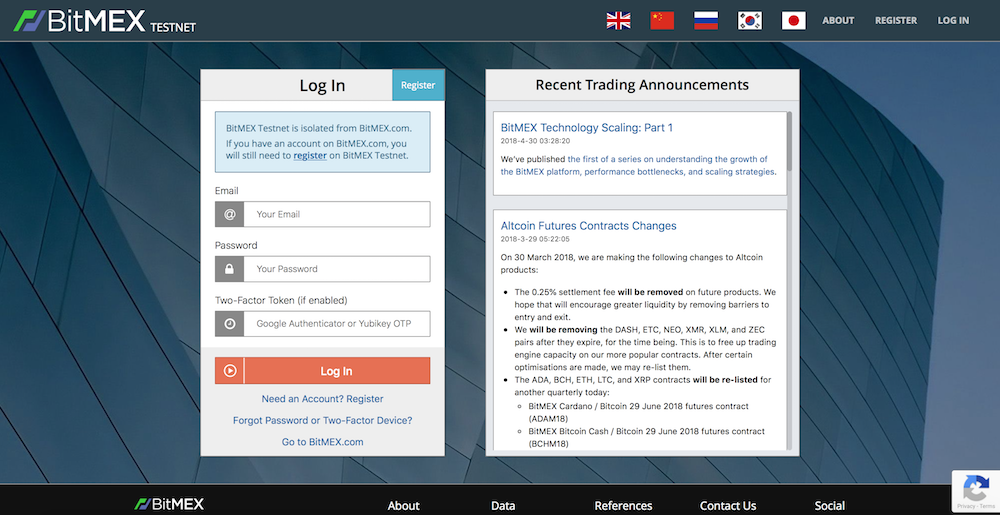 BitMEX TESTNET
ABOUT
REGISTER
LOG IN
Log In
Register
BitMEX Testnet is isolated from BitMEX.com.
If you have an account on BitMEX.com, you
will still need to register on BitMEX Testnet.
Email
@
Your Email
Password
Your Password
Two-Factor Token (if enabled)
Google Authenticator or Yubikey OTP
Log In
Need an Account? Register
Forgot Password or Two-Factor Device?
Go to BitMEX.com
Recent Trading Announcements
BitMEX Technology Scaling: Part 1
2018-4-30 03:28:20
We've published the first of a series on understanding the growth of
the BitMEX platform, performance bottlenecks, and scaling strategies.
Altcoin Futures Contracts Changes
2018-3-29 05:22:05
On 30 March 2018, we are making the following changes to Altcoin
products:
• The 0.25% settlement fee will be removed on future products. We
hope that will encourage greater liquidity by removing barriers to
entry and exit.
• We will be removing the DASH, ETC, NEO, XMR, XLM, and ZEC
pairs after they expire, for the time being. This is to free up trading
engine capacity on our more popular contracts. After certain
optimisations are made, we may re-list them.
• The ADA, BCH, ETH, LTC, and XRP contracts will be re-listed for
another quarterly today:
◦ BitMEX Cardano / Bitcoin 29 June 2018 futures contract
(ADAM18)
◦ BitMEX Bitcoin Cash / Bitcoin 29 June 2018 futures contract
(BCHM18)
BitMEX
About
Data
References
Contact Us
Social
Privacy - Terms